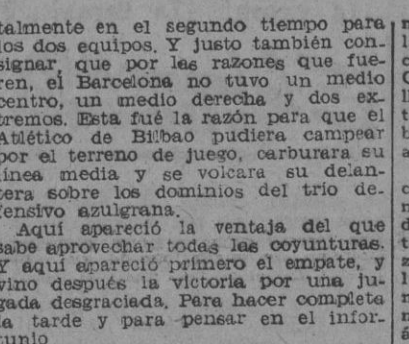 talmente en el segundo tiempo para
los dos equipos. Y justo también con-
signar, que por las razones que fue-
ren, el Barcelona no tuvo un medio
centro, un medio derecha y dos ex-
tremos. Esta fué la razón para que el
Atlético de Bilbao pudiera campear
por el terreno de juego, carburara su
línea media y se volcara su delan-
tera sobre los dominios del trío de-
fensivo azulgrana.
Aquí apareció la ventaja del que
sabe aprovechar todas las coyunturas.
Y aquí apareció primero el empate, y
vino después la victoria por una ju-
gada desgraciada. Para hacer completa
la tarde y para pensar en el infor-
tunio